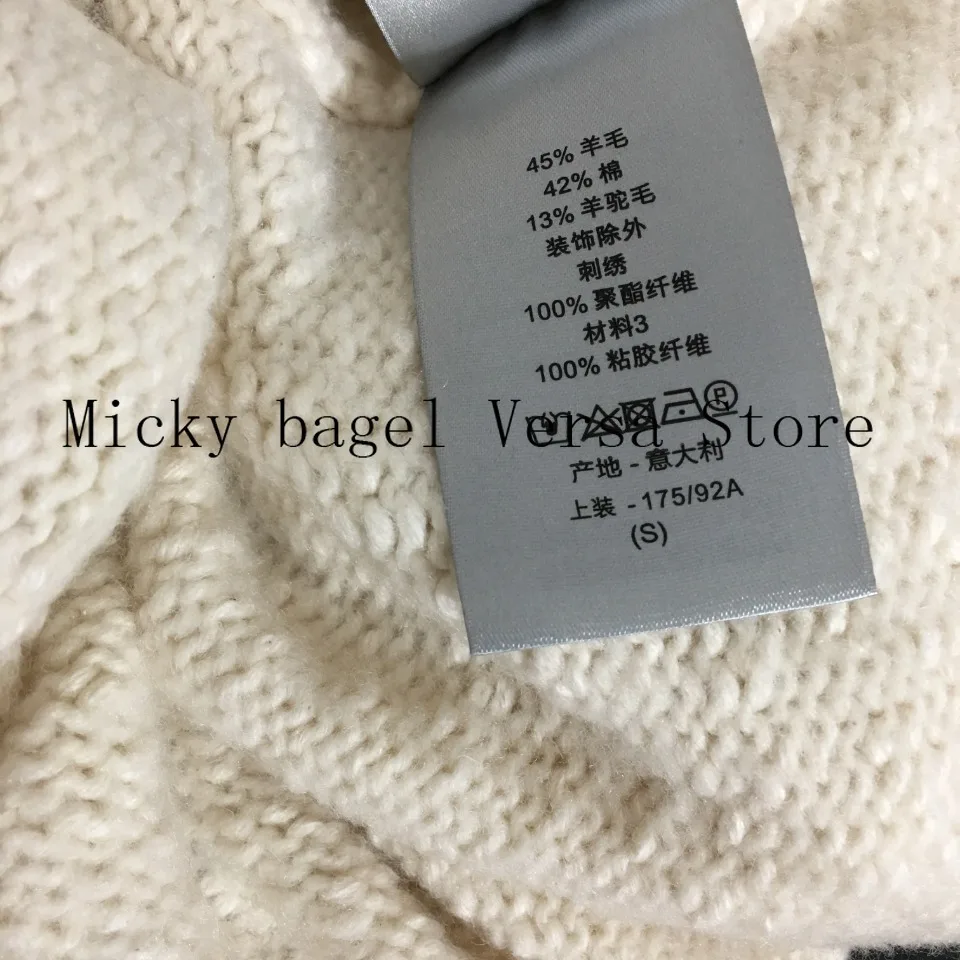 45% 羊毛
42% 棉
13% 羊驼毛
装饰除外
刺绣
100% 聚酯纤维
材料3
100% 粘胶纤维
Micky bagel Versa Store
产地 - 意大利
上装 - 175/92A
(S)